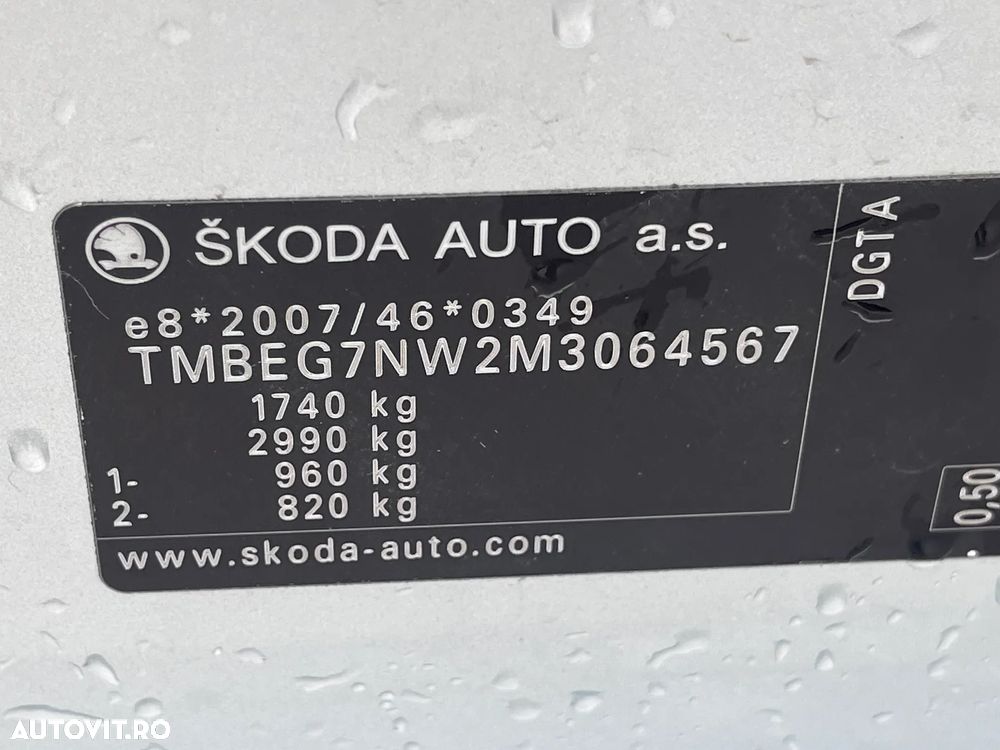 ŠKODA AUTO a.s.
e8*2007/46*0349
TMBEG7NW2M3064567
1740 kg
2990 kg
1- 960 kg
2- 820 kg
www.skoda-auto.com
DGTA
0,50
AUTOVIT.RO